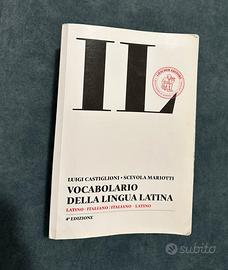 IL
LUIGI CASTIGLIONI • SCEVOLA MARIOTTI
VOCABOLARIO
DELLA LINGUA LATINA
LATINO · ITALIANO / ITALIANO · LATINO
4ª EDIZIONE
subito